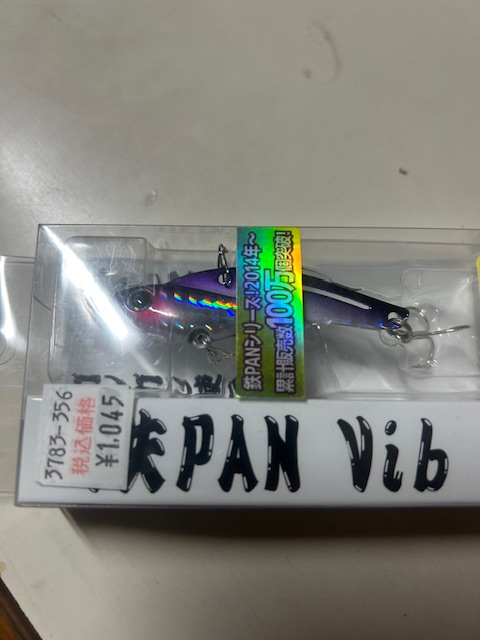 鉄PANシリーズ!2014年〜
累計販売数100万個突破!
3783-356
税込価格
¥1,045
PAN Vib